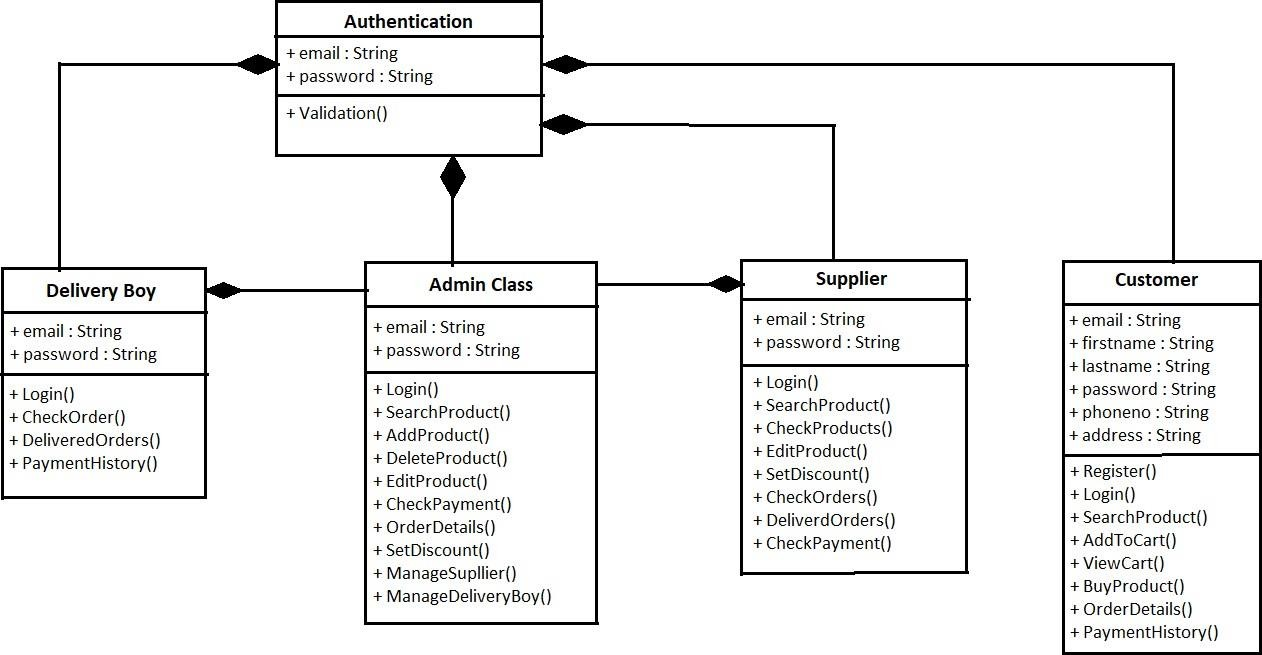 Authentication
+ email : String
+ password : String
+ Validation()
Delivery Boy
+ email : String
+ password : String
+ Login()
+ CheckOrder()
+ DeliveredOrders()
+ PaymentHistory()
Admin Class
+ email : String
+ password : String
+ Login()
+ SearchProduct()
+ AddProduct()
+ DeleteProduct()
+ EditProduct()
+ CheckPayment()
+ OrderDetails()
+ SetDiscount()
+ ManageSupllier()
+ ManageDeliveryBoy()
Supplier
+ email : String
+ password : String
+ Login()
+ SearchProduct()
+ CheckProducts()
+ EditProduct()
+ SetDiscount()
+ CheckOrders()
+ DeliverdOrders()
+ CheckPayment()
Customer
+ email : String
+ firstname : String
+ lastname : String
+ password : String
+ phoneno : String
+ address : String
+ Register()
+ Login()
+ SearchProduct()
+ AddToCart()
+ ViewCart()
+ BuyProduct()
+ OrderDetails()
+ PaymentHistory()